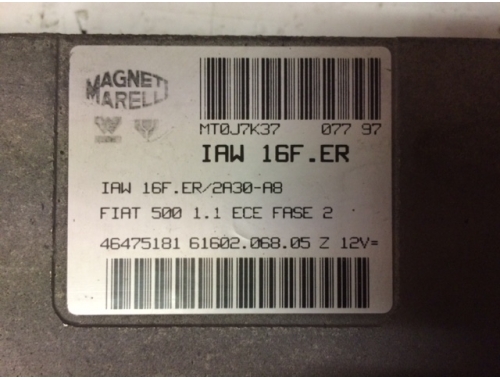 MAGNETI
MARELLI
MT0J7K37 077 97
IAW 16F.ER
IAW 16F.ER/2A30-A8
FIAT 500 1.1 ECE FASE 2
46475181 61602.068.05 Z 12V=